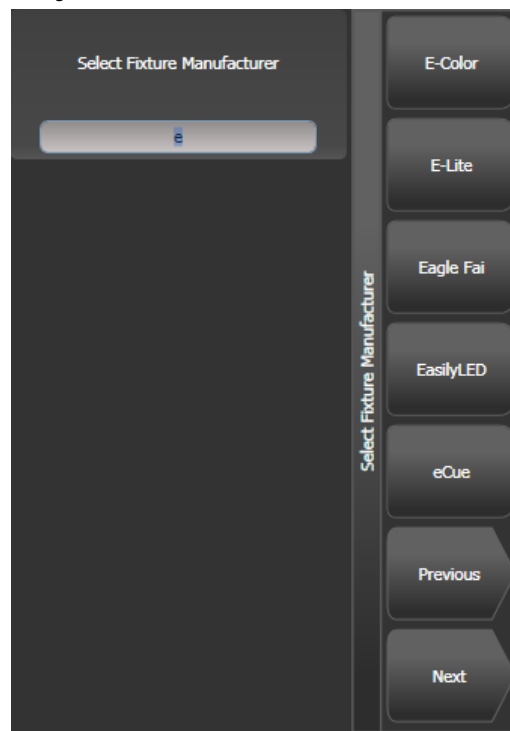 Select Fixture Manufacturer
e
Select Fixture Manufacturer
E-Color
E-Lite
Eagle Fai
EasilyLED
eCue
Previous
Next